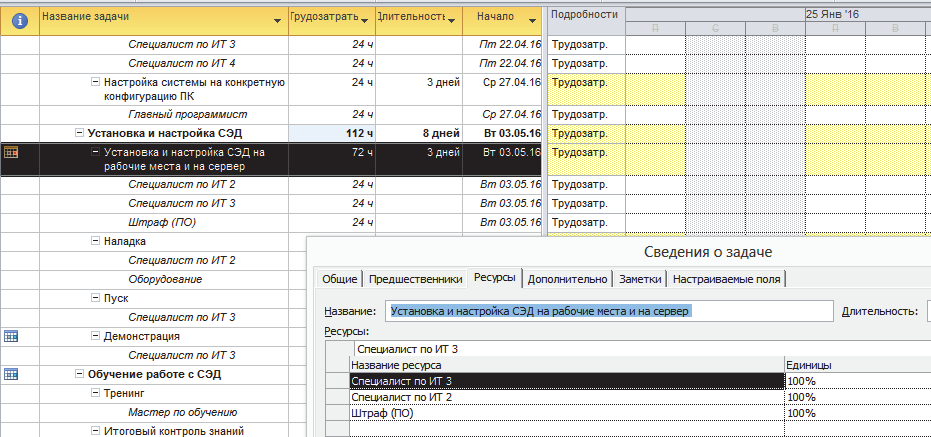 Название задачи Трудозатрать Длительность Начало Подробности 25 Янв '16
П С В П В
Специалист по ИТ 3 24 ч Пт 22.04.16 Трудозатр.
Специалист по ИТ 4 24 ч Пт 22.04.16 Трудозатр.
Настройка системы на конкретную 24 ч 3 дней Ср 27.04.16 Трудозатр.
конфигурацию ПК
Главный программист 24 ч Ср 27.04.16 Трудозатр.
Установка и настройка СЭД 112 ч 8 дней Вт 03.05.16 Трудозатр.
Установка и настройка СЭД на 72 ч 3 дней Вт 03.05.16 Трудозатр.
рабочие места и на сервер
Специалист по ИТ 2 24 ч Вт 03.05.16 Трудозатр.
Специалист по ИТ 3 24 ч Вт 03.05.16 Трудозатр.
Штраф (ПО) 24 ч Вт 03.05.16 Трудозатр.
Наладка
Специалист по ИТ 2
Оборудование
Пуск
Специалист по ИТ 3
Демонстрация
Специалист по ИТ 3
Обучение работе с СЭД
Тренинг
Мастер по обучению
Итоговый контроль знаний
Сведения о задаче
Общие Предшественники Ресурсы Дополнительно Заметки Настраиваемые поля
Название: Установка и настройка СЭД на рабочие места и на сервер Длительность:
Ресурсы:
Специалист по ИТ 3
Название ресурса Единицы
Специалист по ИТ 3 100%
Специалист по ИТ 2 100%
Штраф (ПО) 100%